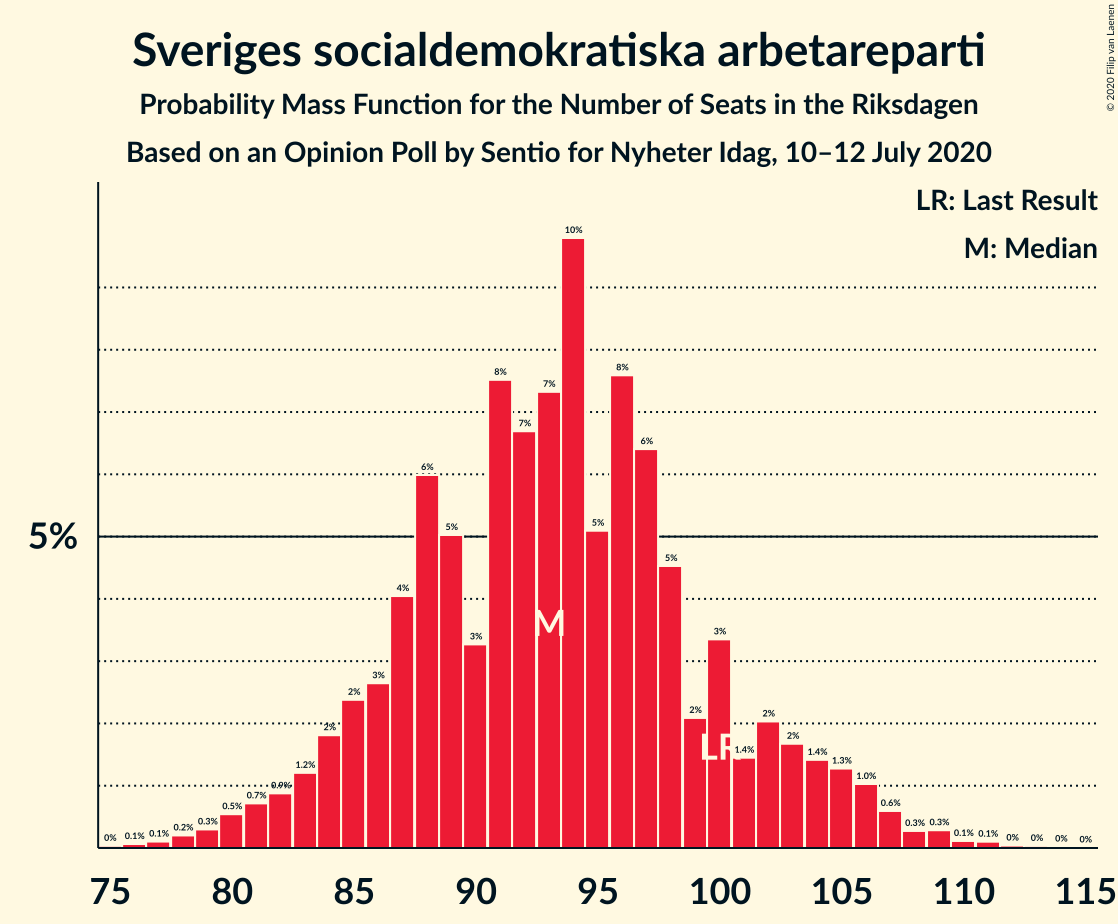 Sveriges socialdemokratiska arbetareparti
Probability Mass Function for the Number of Seats in the Riksdagen
Based on an Opinion Poll by Sentio for Nyheter Idag, 10–12 July 2020
© 2020 Filip van Laenen
LR: Last Result
M: Median
5%
0% 0.1% 0.1% 0.2% 0.3% 0.5% 0.7% 0.9% 1.2% 2% 2% 3% 4% 6% 5% 3% 8% 7% 7% 10% 5% 8% 6% 5% 2% 3% 1.4% 2% 2% 1.4% 1.3% 1.0% 0.6% 0.3% 0.3% 0.1% 0.1% 0% 0% 0% 0%
M
LR
75 80 85 90 95 100 105 110 115